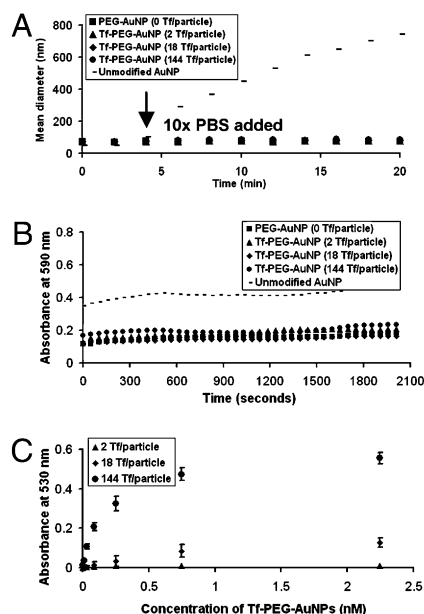 A
PEG-AuNP (0 Tf/particle)
Tf-PEG-AuNP (2 Tf/particle)
Tf-PEG-AuNP (18 Tf/particle)
Tf-PEG-AuNP (144 Tf/particle)
Unmodified AuNP
Mean diameter (nm)
800
600
400
200
0
10x PBS added
0 5 10 15 20
Time (min)
B
PEG-AuNP (0 Tf/particle)
Tf-PEG-AuNP (2 Tf/particle)
Tf-PEG-AuNP (18 Tf/particle)
Tf-PEG-AuNP (144 Tf/particle)
Unmodified AuNP
Absorbance at 590 nm
0.8
0.6
0.4
0.2
0
0 300 600 900 1200 1500 1800 2100
Time (seconds)
C
2 Tf/particle
18 Tf/particle
144 Tf/particle
Absorbance at 530 nm
0.6
0.4
0.2
0
0 0.5 1 1.5 2 2.5
Concentration of Tf-PEG-AuNPs (nM)